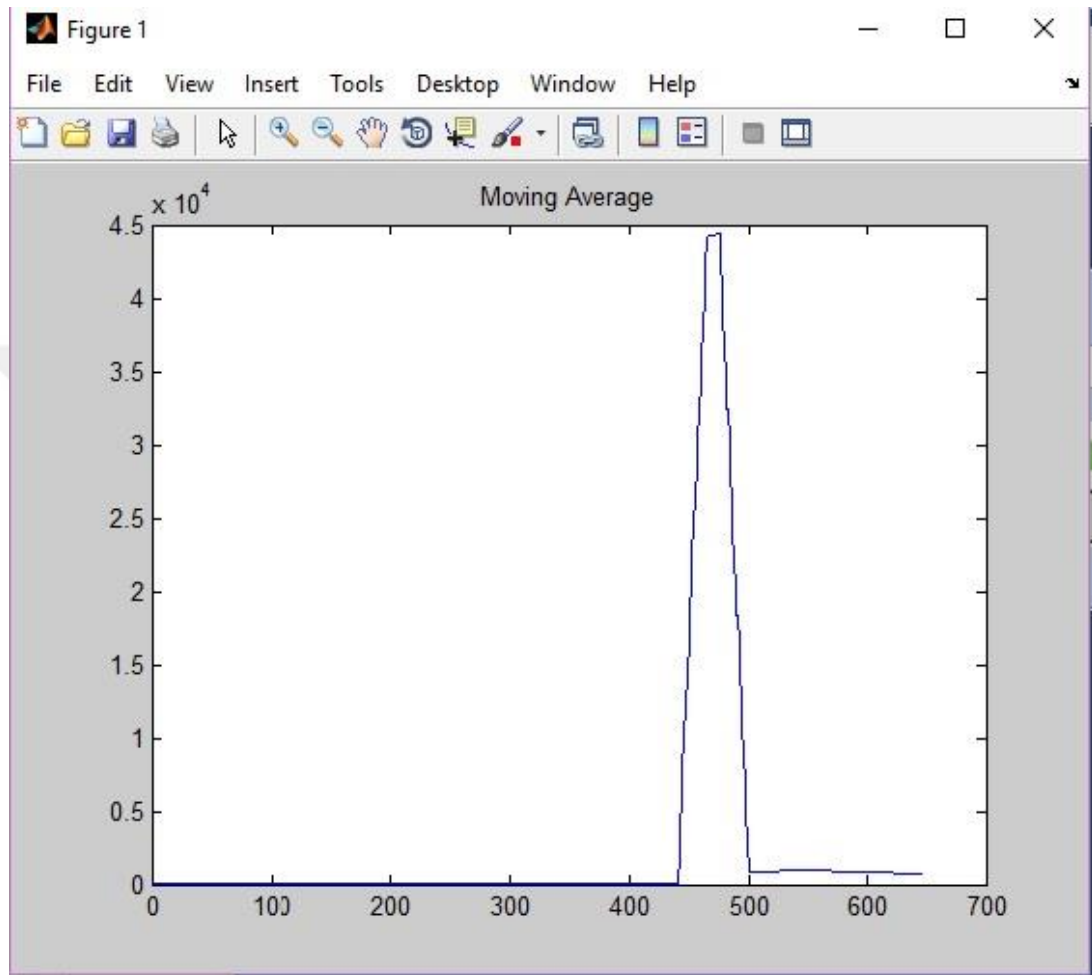 Figure 1
File Edit View Insert Tools Desktop Window Help
Moving Average
x 10^4
4.5
4
3.5
3
2.5
2
1.5
1
0.5
0
0 100 200 300 400 500 600 700